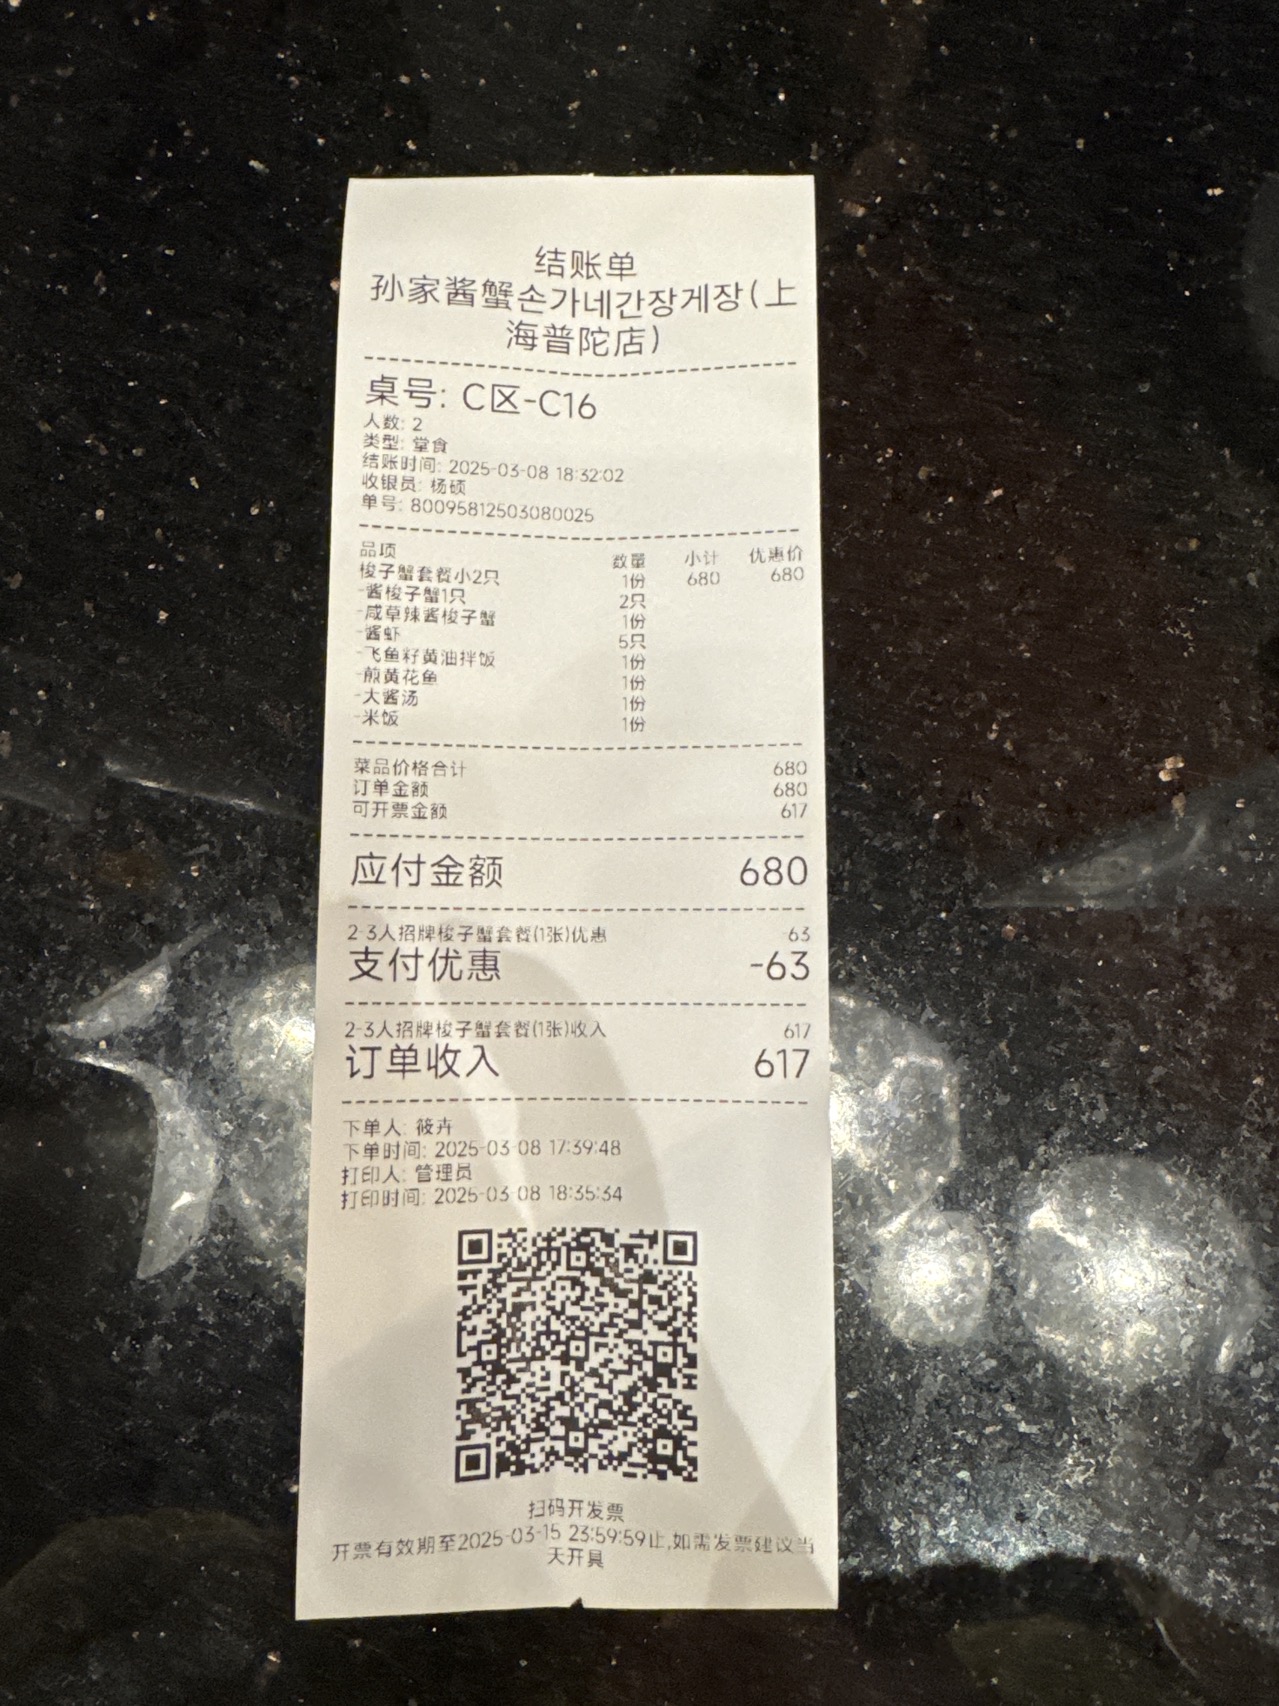 结账单
孙家酱蟹손가네간장게장(上
海普陀店)
桌号: C区-C16
人数: 2
类型: 堂食
结账时间: 2025-03-08 18:32:02
收银员: 杨硕
单号: 80095812503080025
品项 数量 小计 优惠价
梭子蟹套餐小2只 1份 680 680
-酱梭子蟹1只 2只
-咸草辣酱梭子蟹 1份
-酱虾 5只
-飞鱼籽黄油拌饭 1份
-煎黄花鱼 1份
-大酱汤 1份
-米饭 1份
菜品价格合计 680
订单金额 680
可开票金额 617
应付金额 680
2-3人招牌梭子蟹套餐(1张)优惠 -63
支付优惠 -63
2-3人招牌梭子蟹套餐(1张)收入 617
订单收入 617
下单人: 筱卉
下单时间: 2025-03-08 17:39:48
打印人: 管理员
打印时间: 2025-03-08 18:35:34
扫码开发票
开票有效期至2025-03-15 23:59:59止,如需发票建议当
天开具